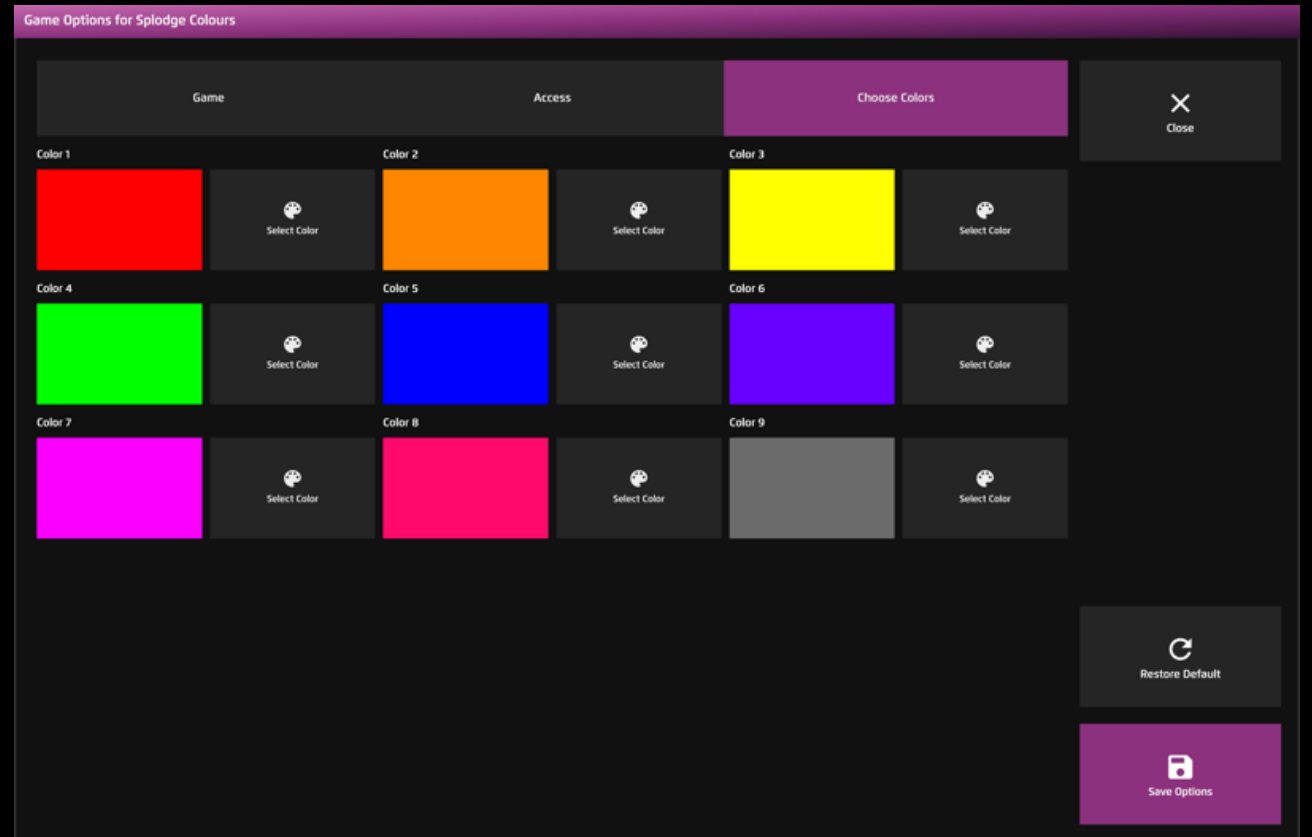 Game Options for Splodge Colours
Game
Access
Choose Colors
Close
Color 1
Color 2
Color 3
Select Color
Select Color
Select Color
Color 4
Color 5
Color 6
Select Color
Select Color
Select Color
Color 7
Color 8
Color 9
Select Color
Select Color
Select Color
Restore Default
Save Options